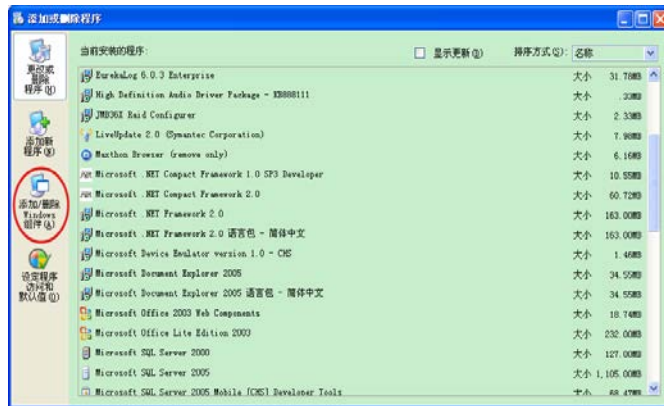 添加或删除程序
更改或
删除
程序(H)
添加新
程序(N)
添加/删除
Windows
组件(A)
设定程序
访问和
默认值(O)
当前安装的程序:
显示更新(D)
排序方式(S): 名称
EurekaLog 6.0.3 Enterprise 大小 31.78MB
High Definition Audio Driver Package - KB888111 大小 .33MB
JMB36X Raid Configurer 大小 2.33MB
LiveUpdate 2.0 (Symantec Corporation) 大小 7.98MB
Maxthon Browser (remove only) 大小 6.16MB
Microsoft .NET Compact Framework 1.0 SP3 Developer 大小 10.55MB
Microsoft .NET Compact Framework 2.0 大小 60.72MB
Microsoft .NET Framework 2.0 大小 163.00MB
Microsoft .NET Framework 2.0 语言包 - 简体中文 大小 163.00MB
Microsoft Device Emulator version 1.0 - CHS 大小 1.46MB
Microsoft Document Explorer 2005 大小 34.55MB
Microsoft Document Explorer 2005 语言包 - 简体中文 大小 34.55MB
Microsoft Office 2003 Web Components 大小 18.74MB
Microsoft Office Lite Edition 2003 大小 232.00MB
Microsoft SQL Server 2000 大小 127.00MB
Microsoft SQL Server 2005 大小 1,105.00MB
Microsoft SQL Server 2005 Mobile [CHS] Developer Tools 大小 68.47MB